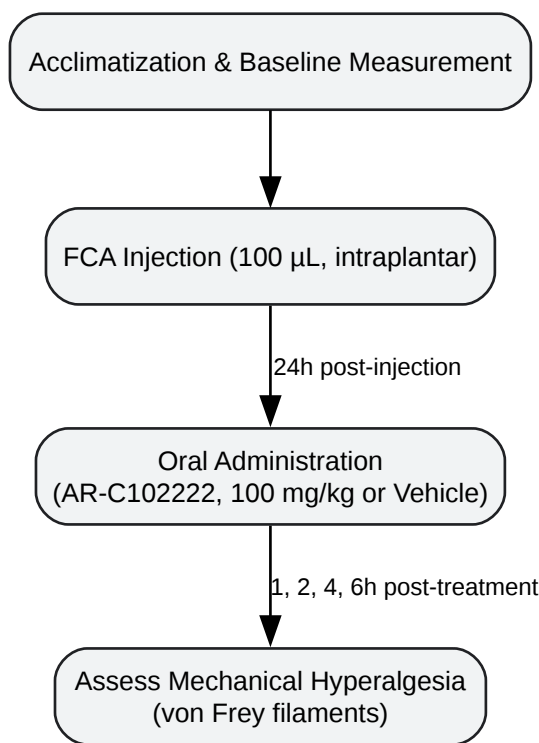 Acclimatization & Baseline Measurement
FCA Injection (100 µL, intraplantar)
24h post-injection
Oral Administration
(AR-C102222, 100 mg/kg or Vehicle)
1, 2, 4, 6h post-treatment
Assess Mechanical Hyperalgesia
(von Frey filaments)